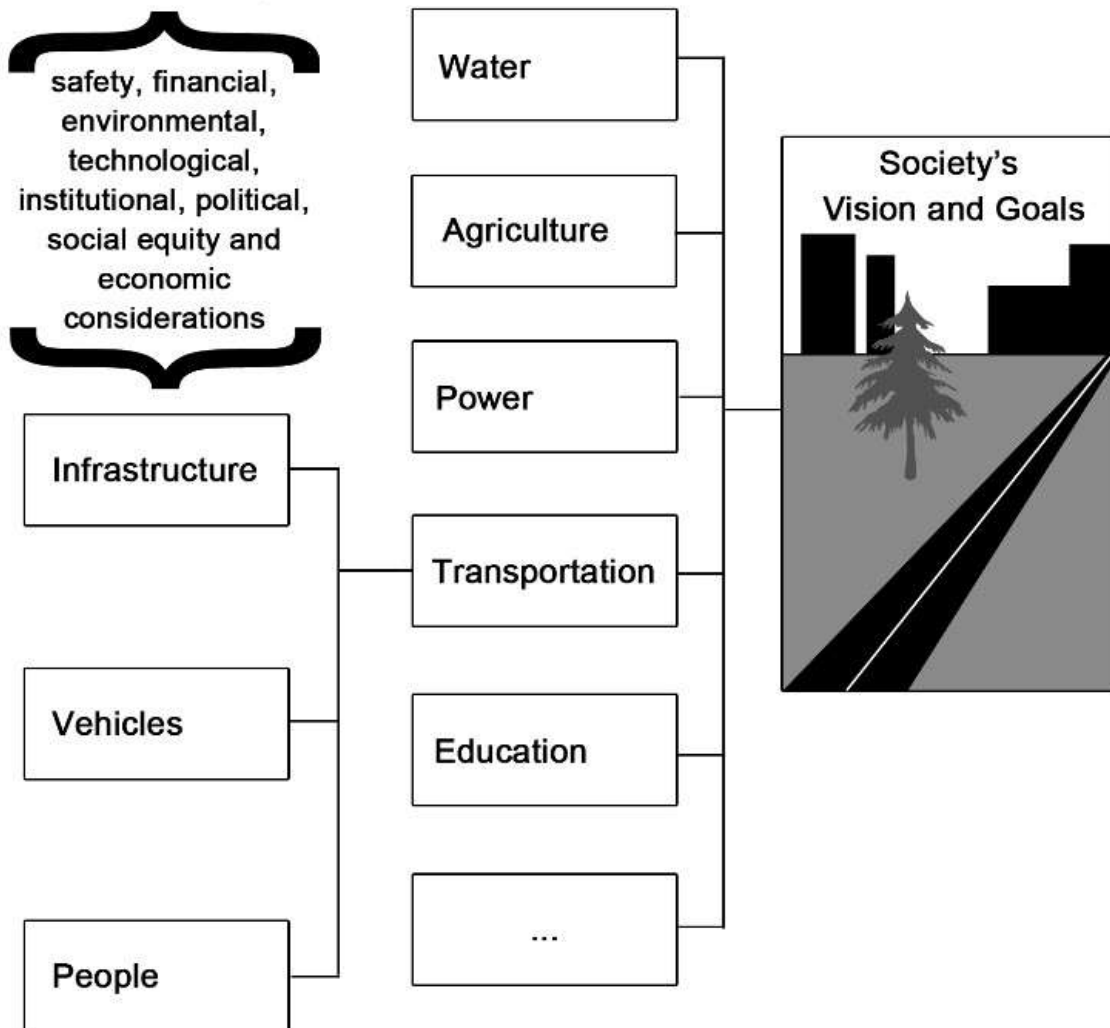 safety, financial,
environmental,
technological,
institutional, political,
social equity and
economic
considerations
Infrastructure
Vehicles
People
Water
Agriculture
Power
Transportation
Education
...
Society's
Vision and Goals